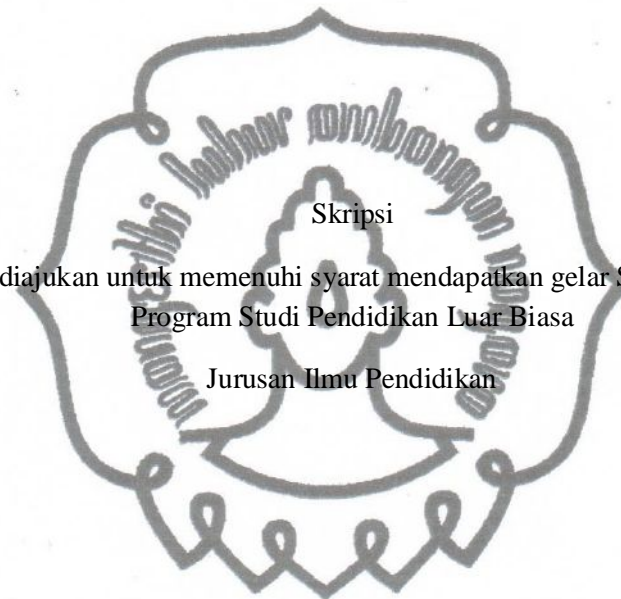 Skripsi
diajukan untuk memenuhi syarat mendapatkan gelar S
Program Studi Pendidikan Luar Biasa
Jurusan Ilmu Pendidikan